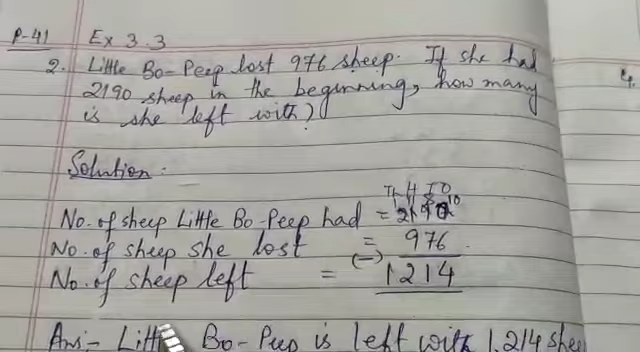 P-41 Ex 3.3
2. Little Bo-Peep lost 976 sheep. If she had
2190 sheep in the beginning, how many
is she left with?
Solution:
Th H T O
No. of sheep Little Bo-Peep had =
No. of sheep she lost = 976
No. of sheep left = (-) 1214
Ans:- Little Bo-Peep is left with 1,214 shee